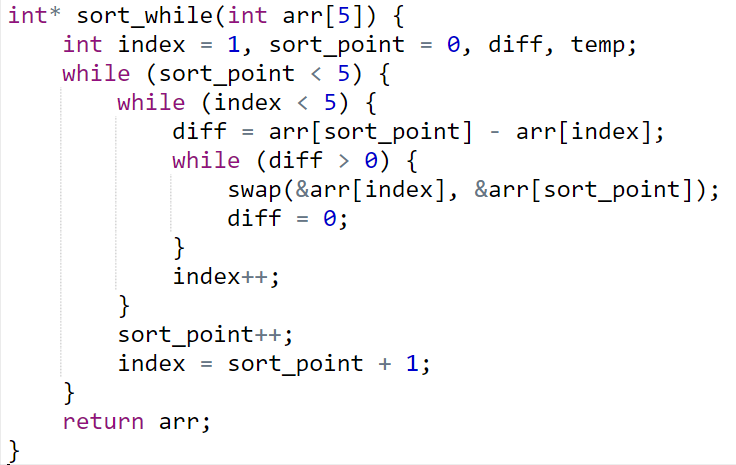 int* sort_while(int arr[5]) {
    int index = 1, sort_point = 0, diff, temp;
    while (sort_point < 5) {
        while (index < 5) {
            diff = arr[sort_point] - arr[index];
            while (diff > 0) {
                swap(&arr[index], &arr[sort_point]);
                diff = 0;
            }
            index++;
        }
        sort_point++;
        index = sort_point + 1;
    }
    return arr;
}